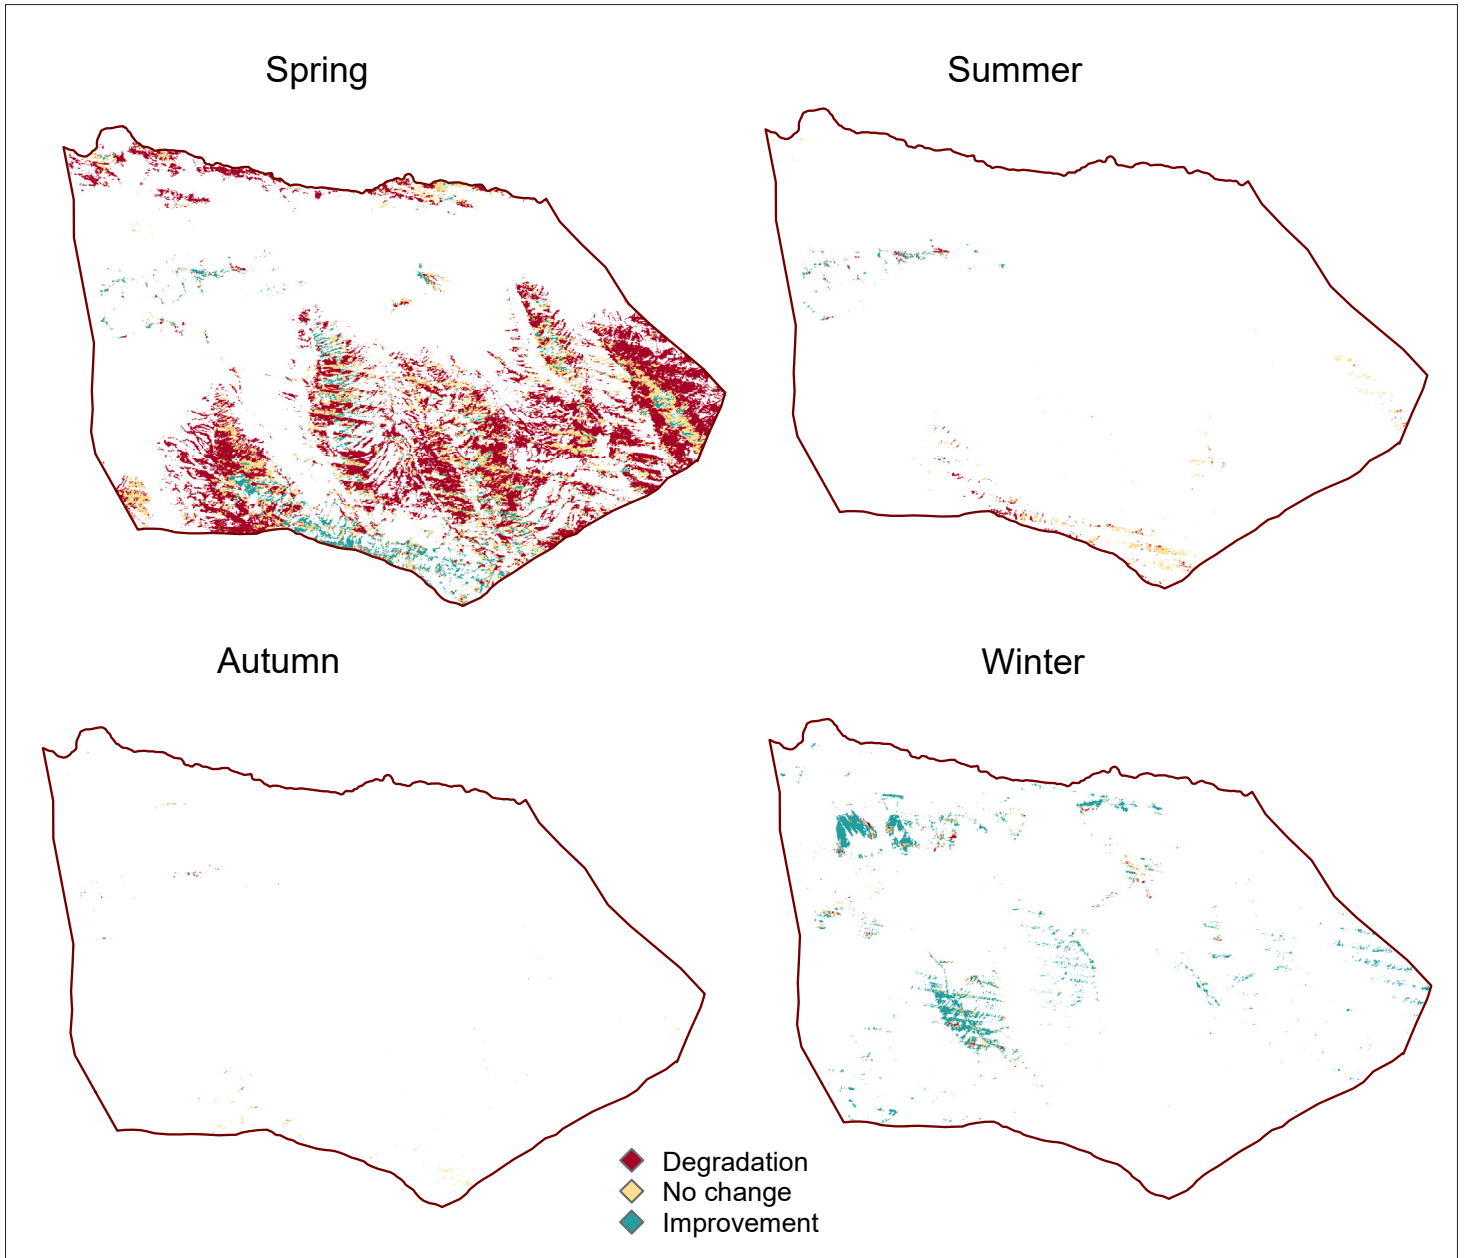 Spring
Summer
Autumn
Winter
Degradation
No change
Improvement